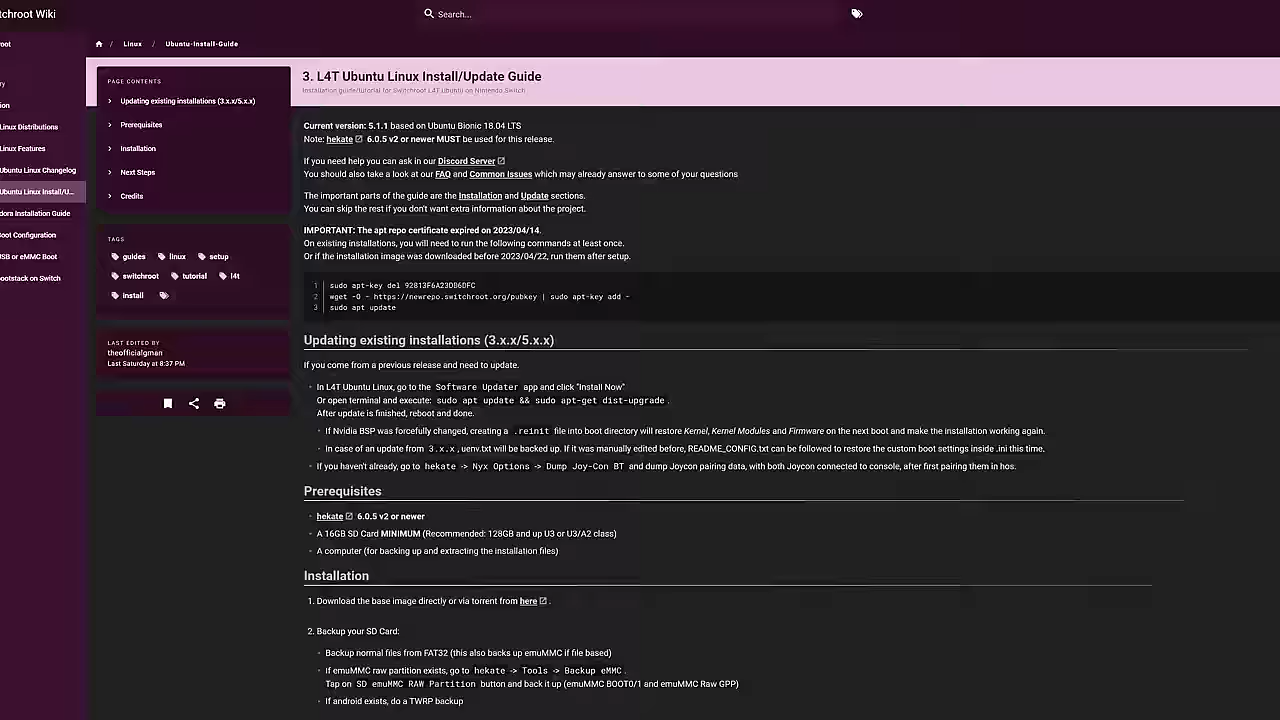 tchroot Wiki
Search...
oot
/ Linux / Ubuntu-Install-Guide
ry
ion
Linux Distributions
Linux Features
Ubuntu Linux Changelog
Ubuntu Linux Install/U...
dora Installation Guide
Boot Configuration
USB or eMMC Boot
ootstack on Switch
PAGE CONTENTS
Updating existing installations (3.x.x/5.x.x)
Prerequisites
Installation
Next Steps
Credits
TAGS
guides linux setup
switchroot tutorial l4t
install
LAST EDITED BY
theofficialgman
Last Saturday at 8:37 PM
3. L4T Ubuntu Linux Install/Update Guide
Installation guide/tutorial for Switchroot L4T Ubuntu on Nintendo Switch
Current version: 5.1.1 based on Ubuntu Bionic 18.04 LTS
Note: hekate 6.0.5 v2 or newer MUST be used for this release.
If you need help you can ask in our Discord Server
You should also take a look at our FAQ and Common Issues which may already answer to some of your questions
The important parts of the guide are the Installation and Update sections.
You can skip the rest if you don't want extra information about the project.
IMPORTANT: The apt repo certificate expired on 2023/04/14.
On existing installations, you will need to run the following commands at least once.
Or if the installation image was downloaded before 2023/04/22, run them after setup.
1 sudo apt-key del 92813F6A23DB6DFC
2 wget -O - https://newrepo.switchroot.org/pubkey | sudo apt-key add -
3 sudo apt update
Updating existing installations (3.x.x/5.x.x)
If you come from a previous release and need to update.
In L4T Ubuntu Linux, go to the Software Updater app and click "Install Now"
Or open terminal and execute: sudo apt update && sudo apt-get dist-upgrade .
After update is finished, reboot and done.
If Nvidia BSP was forcefully changed, creating a .reinit file into boot directory will restore Kernel, Kernel Modules and Firmware on the next boot and make the installation working again.
In case of an update from 3.x.x , uenv.txt will be backed up. If it was manually edited before, README_CONFIG.txt can be followed to restore the custom boot settings inside .ini this time.
If you haven't already, go to hekate -> Nyx Options -> Dump Joy-Con BT and dump Joycon pairing data, with both Joycon connected to console, after first pairing them in hos.
Prerequisites
hekate 6.0.5 v2 or newer
A 16GB SD Card MINIMUM (Recommended: 128GB and up U3 or U3/A2 class)
A computer (for backing up and extracting the installation files)
Installation
1. Download the base image directly or via torrent from here .
2. Backup your SD Card:
Backup normal files from FAT32 (this also backs up emuMMC if file based)
If emuMMC raw partition exists, go to hekate -> Tools -> Backup eMMC .
Tap on SD emuMMC RAW Partition button and back it up (emuMMC BOOT0/1 and emuMMC Raw GPP)
If android exists, do a TWRP backup